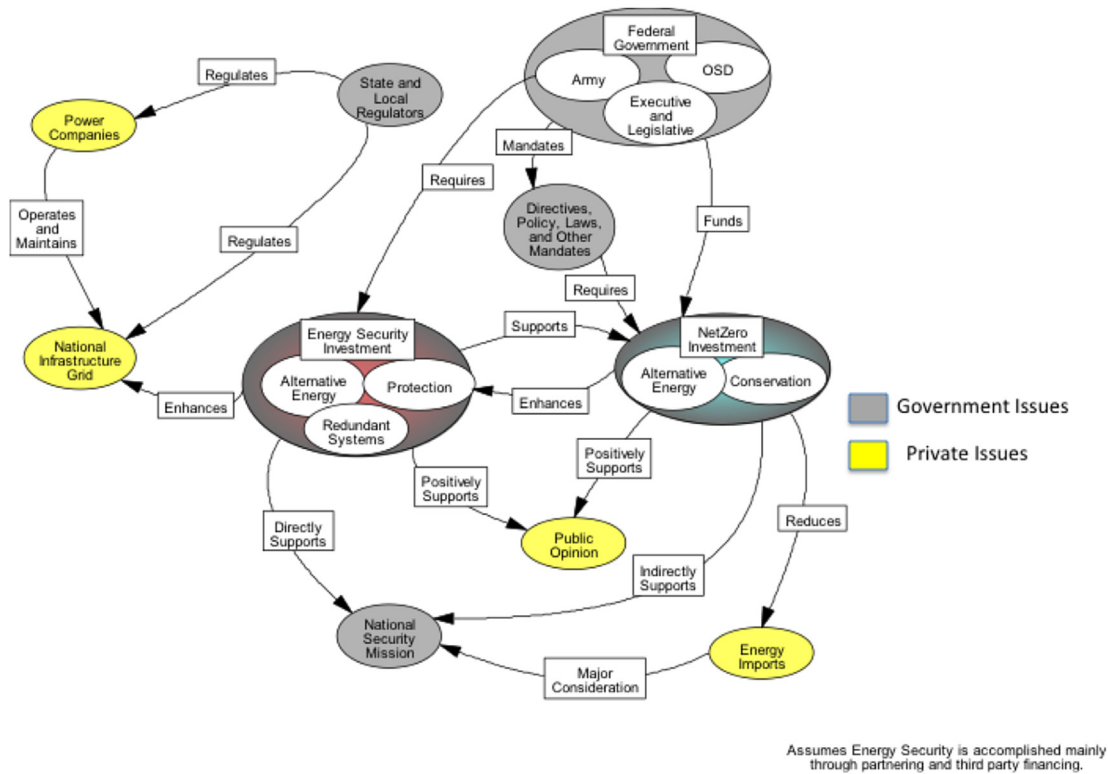 Federal
Government
Army
OSD
Executive
and
Legislative
Regulates
State and
Local
Regulators
Power
Companies
Mandates
Requires
Operates
and
Maintains
Regulates
Directives,
Policy, Laws,
and Other
Mandates
Funds
Requires
National
Infrastructure
Grid
Energy Security
Investment
Alternative
Energy
Protection
Redundant
Systems
Supports
NetZero
Investment
Alternative
Energy
Conservation
Enhances
Enhances
Government Issues
Private Issues
Positively
Supports
Positively
Supports
Directly
Supports
Public
Opinion
Reduces
Indirectly
Supports
National
Security
Mission
Energy
Imports
Major
Consideration
Assumes Energy Security is accomplished mainly
through partnering and third party financing.